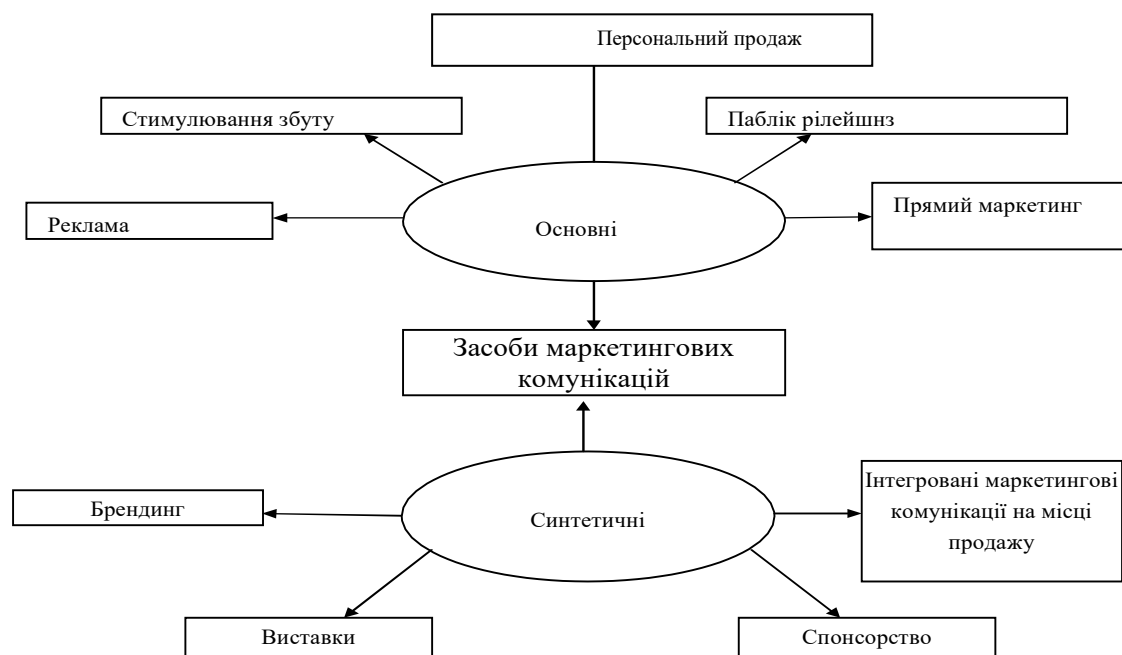 Персональний продаж
Стимулювання збуту
Паблік рілейшнз
Реклама
Основні
Прямий маркетинг
Засоби маркетингових
комунікацій
Брендинг
Синтетичні
Інтегровані маркетингові
комунікації на місці
продажу
Виставки
Спонсорство